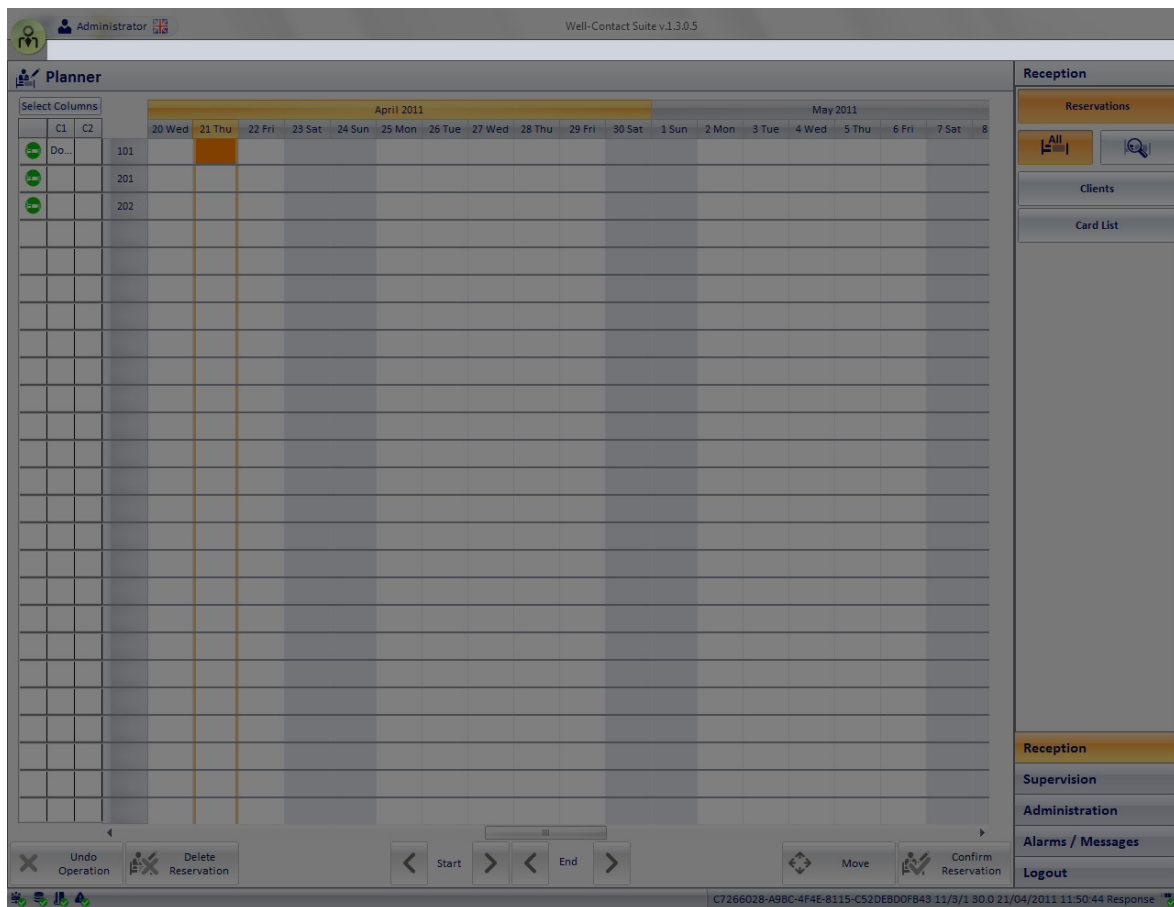 Administrator
Well-Contact Suite v.1.3.0.5
Planner
Reception
Select Columns
April 2011
May 2011
Reservations
C1 C2
20 Wed 21 Thu 22 Fri 23 Sat 24 Sun 25 Mon 26 Tue 27 Wed 28 Thu 29 Fri 30 Sat 1 Sun 2 Mon 3 Tue 4 Wed 5 Thu 6 Fri 7 Sat 8
Do... 101
All
201
Clients
202
Card List
Reception
Supervision
Administration
Alarms / Messages
Logout
Undo
Operation
Delete
Reservation
Start
End
Move
Confirm
Reservation
C7266028-A9BC-4F4E-8115-C52DEBD0FB43 11/3/1 30.0 21/04/2011 11:50:44 Response